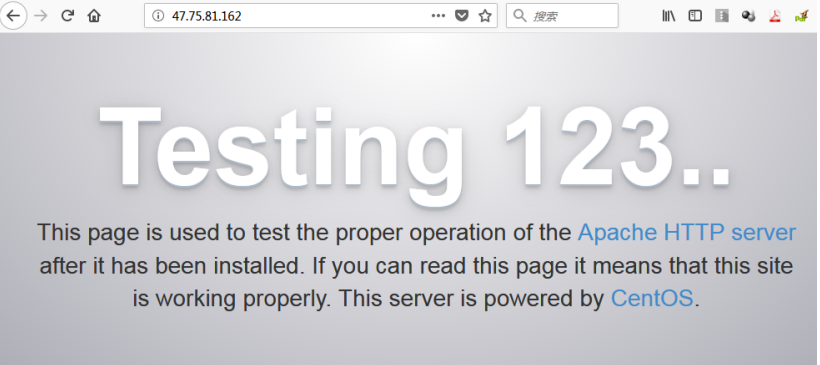 47.75.81.162
搜索
Testing 123..
This page is used to test the proper operation of the Apache HTTP server
after it has been installed. If you can read this page it means that this site
is working properly. This server is powered by CentOS.